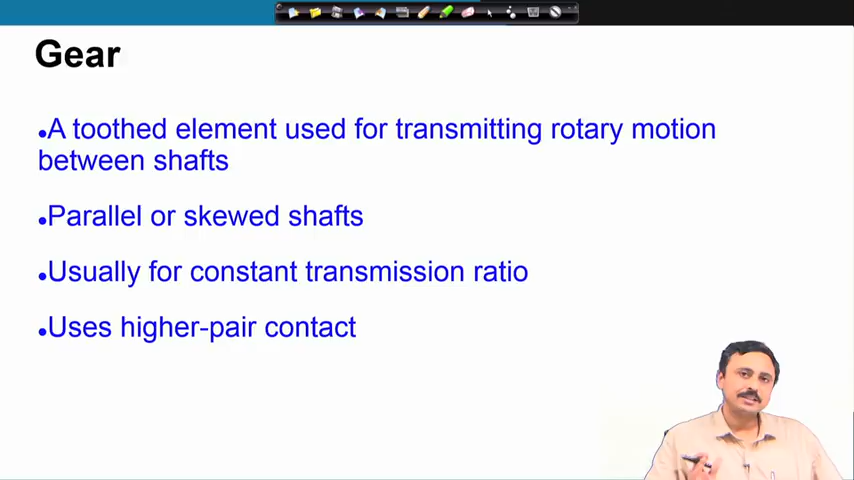 Gear
•A toothed element used for transmitting rotary motion
between shafts
•Parallel or skewed shafts
•Usually for constant transmission ratio
•Uses higher-pair contact